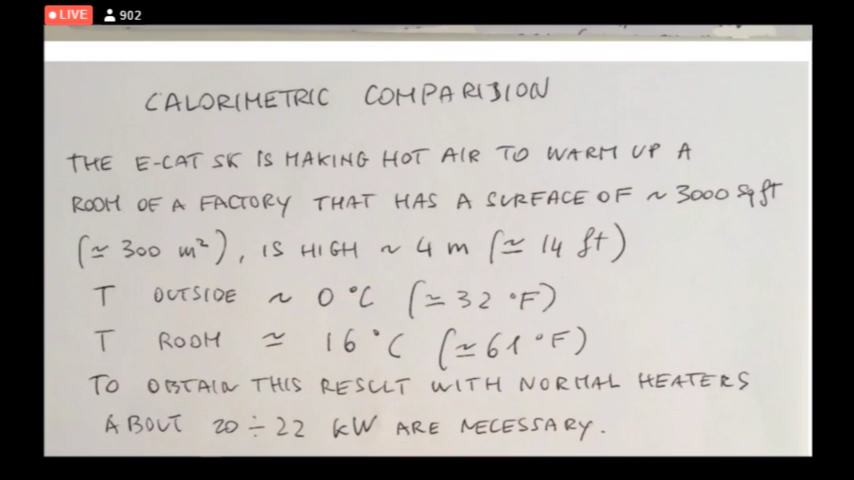 LIVE 902
CALORIMETRIC COMPARISION
THE E-CAT SK IS MAKING HOT AIR TO WARM UP A
ROOM OF A FACTORY THAT HAS A SURFACE OF ~ 3000 Sq ft
(≃ 300 m²), IS HIGH ~ 4 m (≃ 14 ft)
T OUTSIDE ~ 0 °C (≃ 32 °F)
T ROOM ≃ 16 °C (≃ 61 °F)
TO OBTAIN THIS RESULT WITH NORMAL HEATERS
ABOUT 20 ÷ 22 KW ARE NECESSARY.